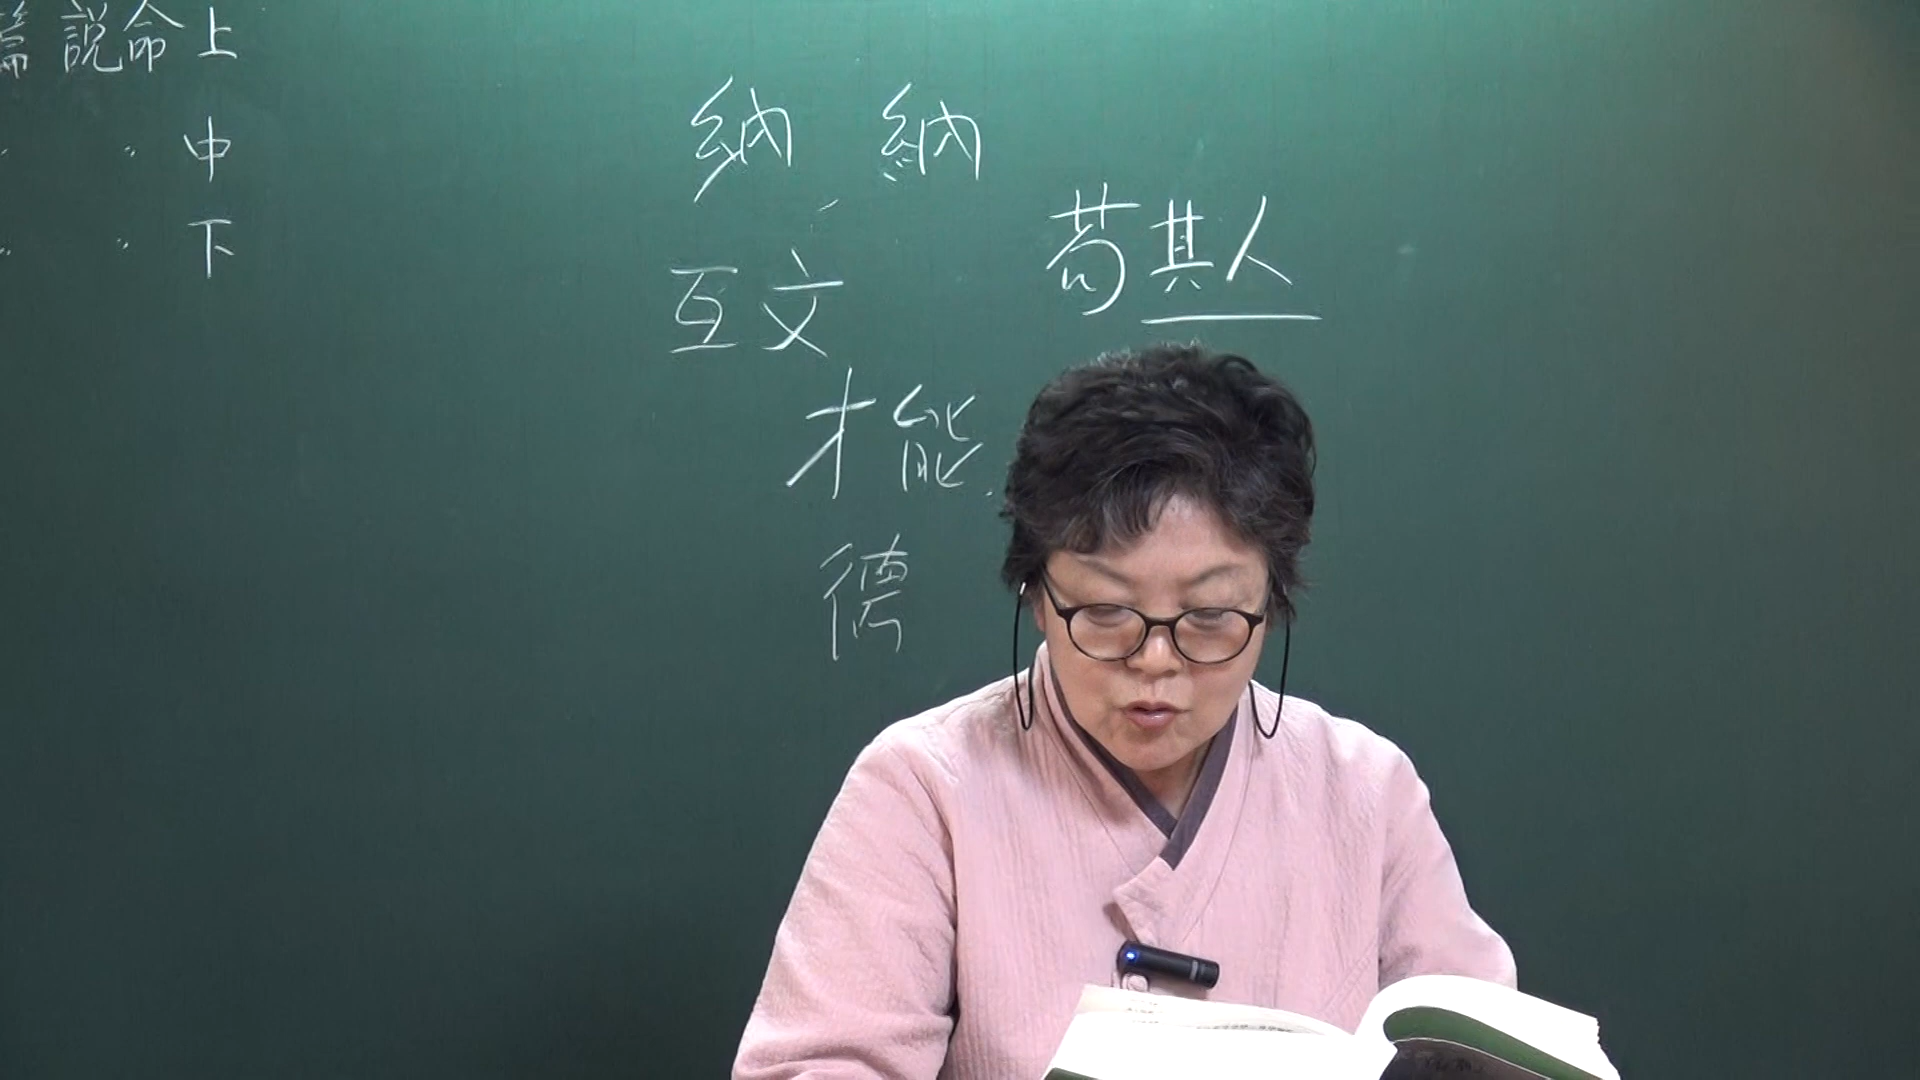 篇 說命 上
〃 〃 中
〃 〃 下
納 納
苟其人
互文
才能
德